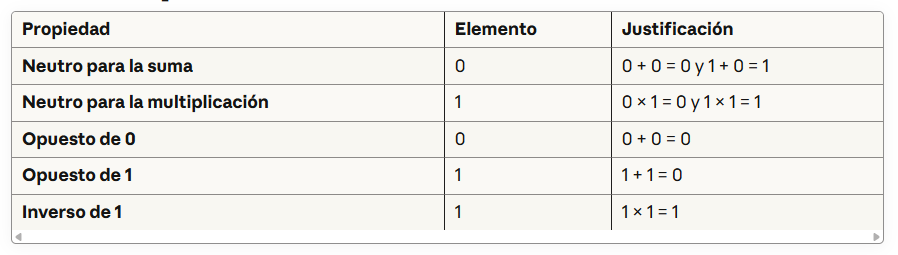 Propiedad Elemento Justificación
Neutro para la suma 0 0 + 0 = 0 y 1 + 0 = 1
Neutro para la multiplicación 1 0 × 1 = 0 y 1 × 1 = 1
Opuesto de 0 0 0 + 0 = 0
Opuesto de 1 1 1 + 1 = 0
Inverso de 1 1 1 × 1 = 1